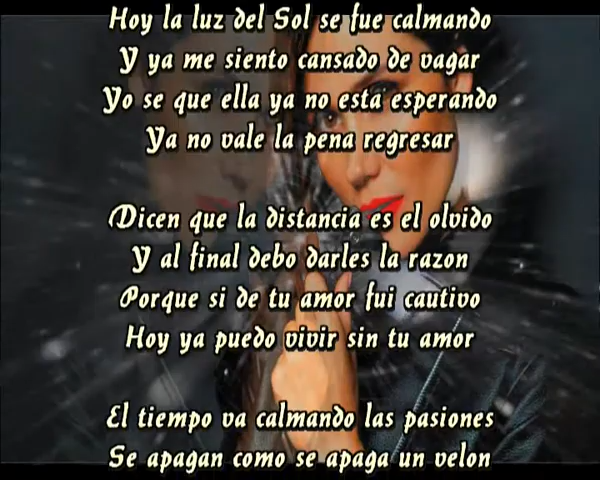 Hoy la luz del Sol se fue calmando
Y ya me siento cansado de vagar
Yo se que ella ya no esta esperando
Ya no vale la pena regresar
Dicen que la distancia es el olvido
Y al final debo darles la razon
Porque si de tu amor fui cautivo
Hoy ya puedo vivir sin tu amor
El tiempo va calmando las pasiones
Se apagan como se apaga un velon